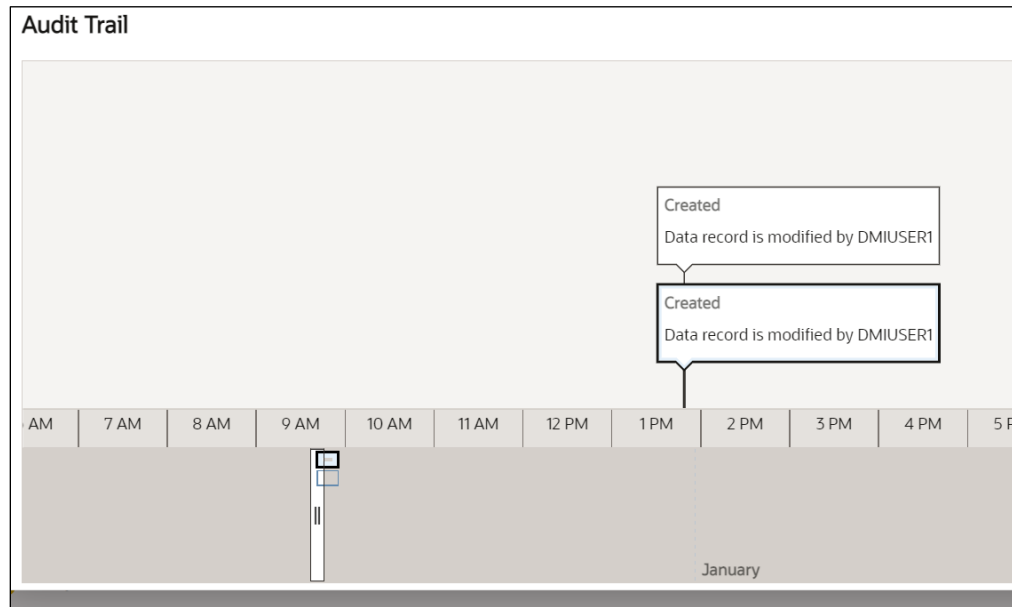 Audit Trail
Created
Data record is modified by DMIUSER1
Created
Data record is modified by DMIUSER1
AM 7 AM 8 AM 9 AM 10 AM 11 AM 12 PM 1 PM 2 PM 3 PM 4 PM 5
January